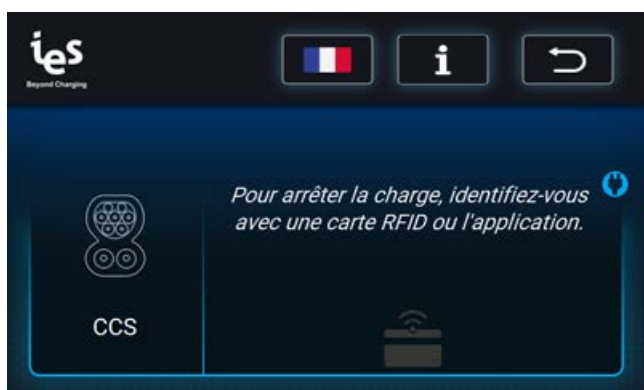 ies
Beyond Charging
i
Pour arrêter la charge, identifiez-vous
avec une carte RFID ou l'application.
CCS